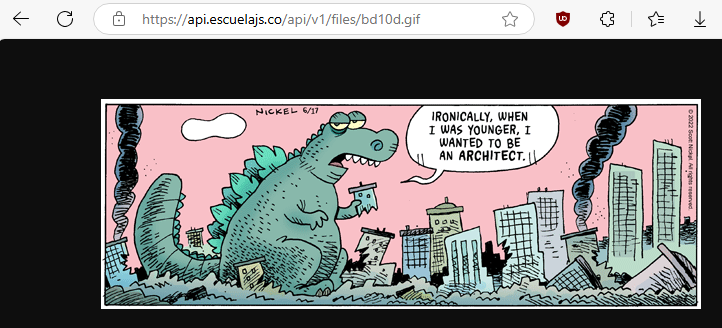 https://api.escuelajs.co/api/v1/files/bd10d.gif
NICKEL 6/17
IRONICALLY, WHEN
I WAS YOUNGER, I
WANTED TO BE
AN ARCHITECT.
© 2022 Scott Nickel. All rights reserved.